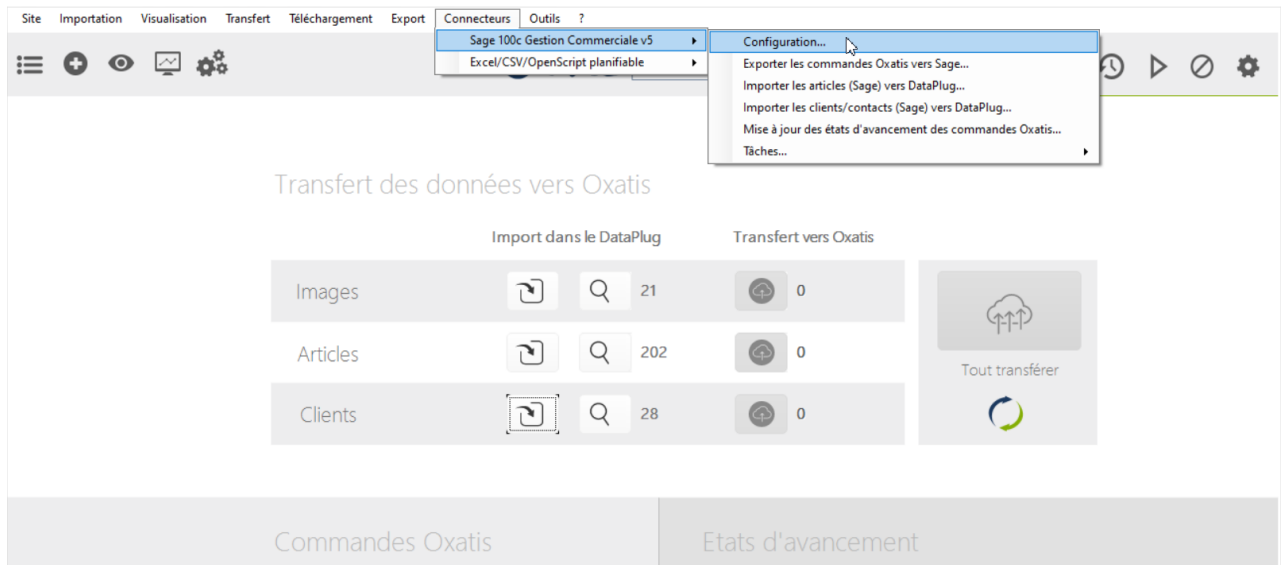 Site Importation Visualisation Transfert Téléchargement Export Connecteurs Outils ?
Sage 100c Gestion Commerciale v5
Excel/CSV/OpenScript planifiable
Configuration...
Exporter les commandes Oxatis vers Sage...
Importer les articles (Sage) vers DataPlug...
Importer les clients/contacts (Sage) vers DataPlug...
Mise à jour des états d'avancement des commandes Oxatis...
Tâches...
Transfert des données vers Oxatis
Import dans le DataPlug Transfert vers Oxatis
Images 21 0
Articles 202 0
Clients 28 0
Tout transférer
Commandes Oxatis Etats d'avancement